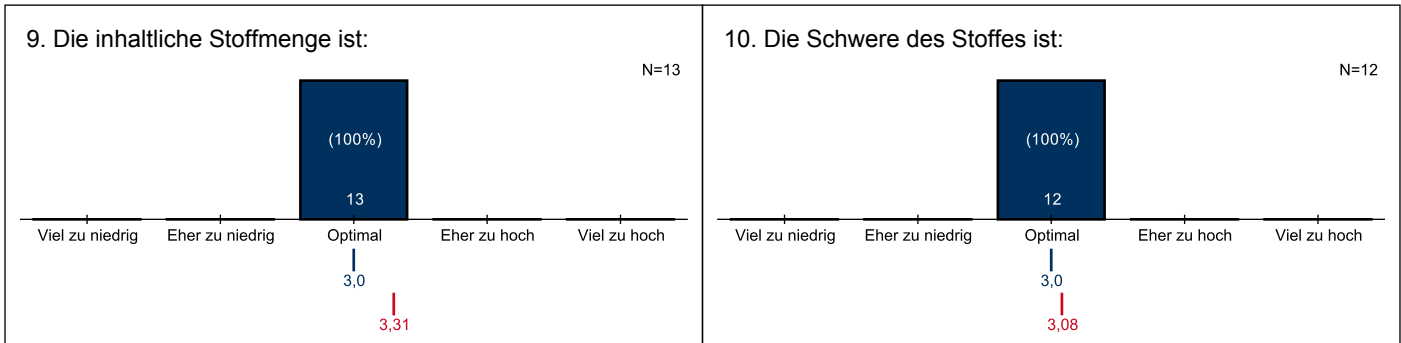 9. Die inhaltliche Stoffmenge ist:
N=13
(100%)
13
Viel zu niedrig
Eher zu niedrig
Optimal
Eher zu hoch
Viel zu hoch
3,0
3,31
10. Die Schwere des Stoffes ist:
N=12
(100%)
12
Viel zu niedrig
Eher zu niedrig
Optimal
Eher zu hoch
Viel zu hoch
3,0
3,08